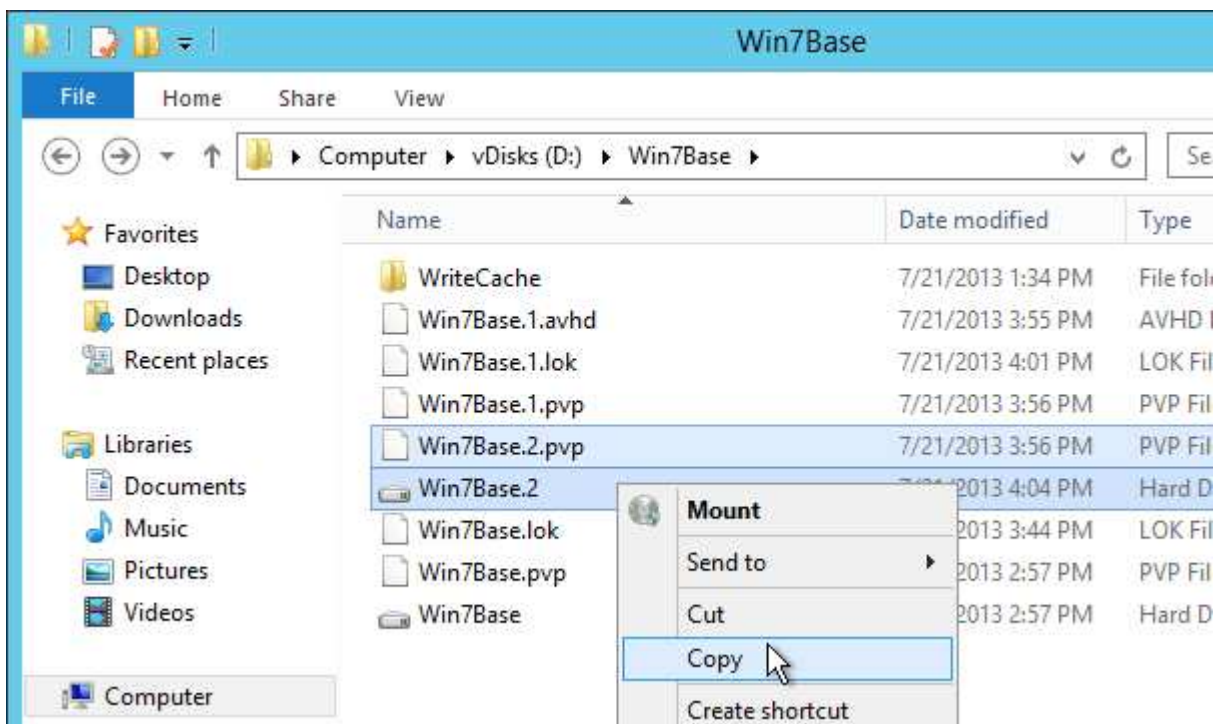 Win7Base
File Home Share View
Computer vDisks (D:) Win7Base Se
Name Date modified Type
Favorites
Desktop
Downloads
Recent places
Libraries
Documents
Music
Pictures
Videos
Computer
WriteCache 7/21/2013 1:34 PM File fol
Win7Base.1.avhd 7/21/2013 3:55 PM AVHD
Win7Base.1.lok 7/21/2013 4:01 PM LOK Fil
Win7Base.1.pvp 7/21/2013 3:56 PM PVP Fil
Win7Base.2.pvp 7/21/2013 3:56 PM PVP Fil
Win7Base.2 2013 4:04 PM Hard D
Win7Base.lok 2013 3:44 PM LOK Fil
Win7Base.pvp 2013 2:57 PM PVP Fil
Win7Base 2013 2:57 PM Hard D
Mount
Send to
Cut
Copy
Create shortcut